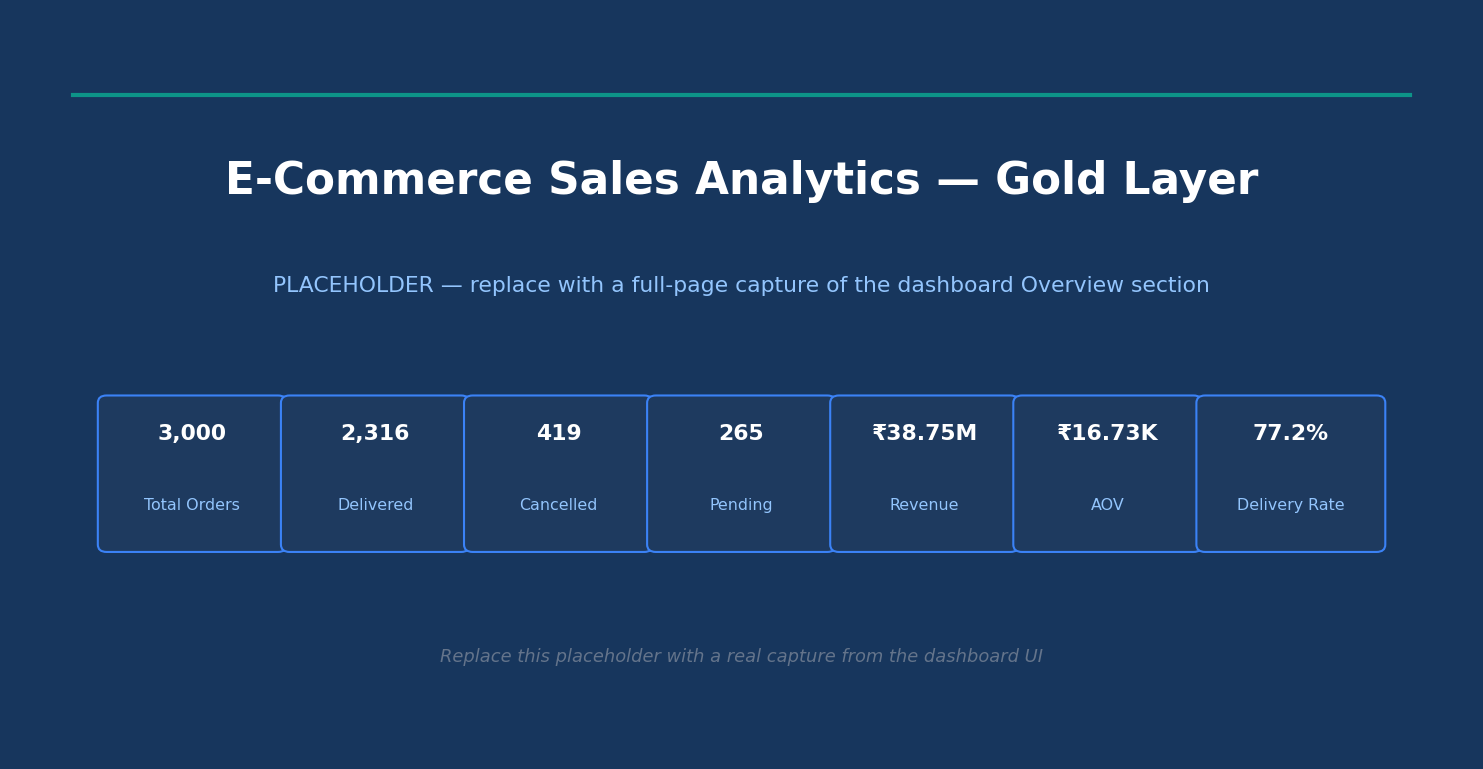 E-Commerce Sales Analytics — Gold Layer
PLACEHOLDER — replace with a full-page capture of the dashboard Overview section
3,000 2,316 419 265 ₹38.75M ₹16.73K 77.2%
Total Orders Delivered Cancelled Pending Revenue AOV Delivery Rate
Replace this placeholder with a real capture from the dashboard UI